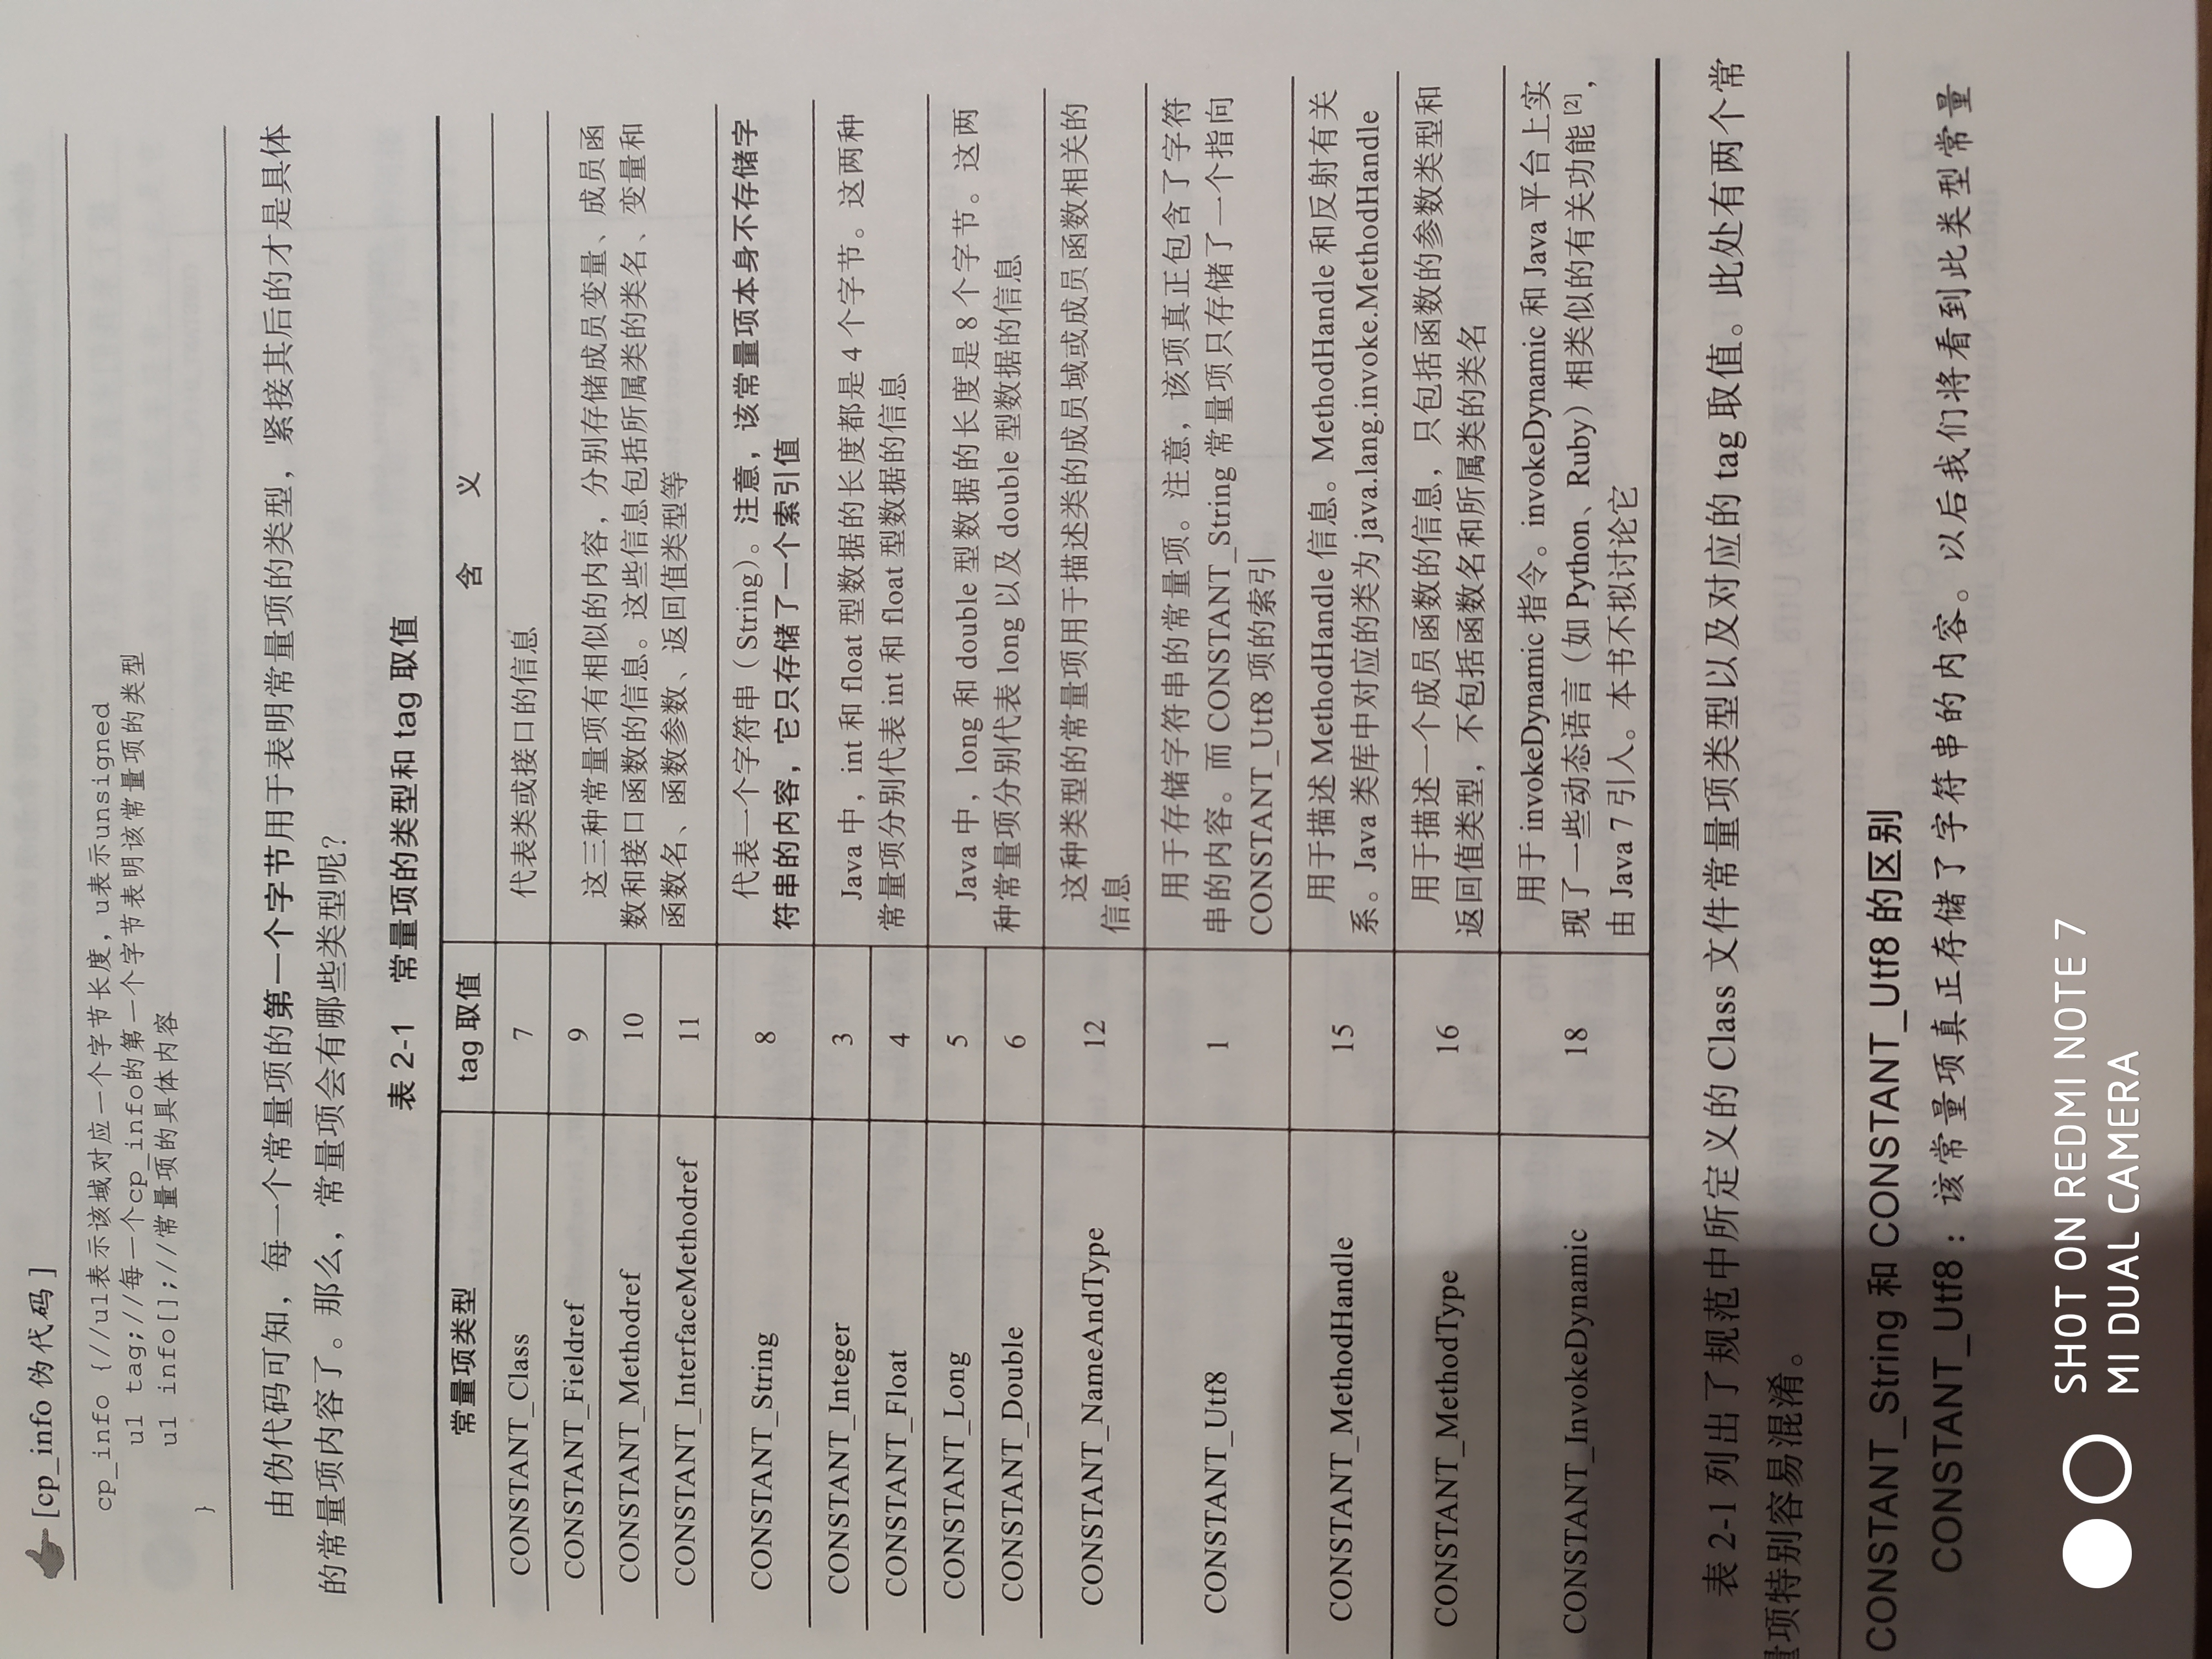 [cp_info 伪代码]
cp_info {//u1表示该域对应一个字节长度，u表示unsigned
u1 tag;//每一个cp_info的第一个字节表明该常量项的类型
u1 info[];//常量项的具体内容
}
由伪代码可知，每一个常量项的第一个字节用于表明常量项的类型，紧接其后的才是具体
的常量项内容了。那么，常量项会有哪些类型呢？
表 2-1 常量项的类型和 tag 取值
常量项类型 tag 取值 含 义
CONSTANT_Class 7 代表类或接口的信息
CONSTANT_Fieldref 9
CONSTANT_Methodref 10
CONSTANT_InterfaceMethodref 11
这三种常量项有相似的内容，分别存储成员变量、成员函
数和接口函数的信息。这些信息包括所属类的类名、变量和
函数名、函数参数、返回值类型等
CONSTANT_String 8
代表一个字符串（String）。注意，该常量项本身不存储字
符串的内容，它只存储了一个索引值
CONSTANT_Integer 3
CONSTANT_Float 4
Java 中，int 和 float 型数据的长度都是 4 个字节。这两种
常量项分别代表 int 和 float 型数据的信息
CONSTANT_Long 5
CONSTANT_Double 6
Java 中，long 和 double 型数据的长度是 8 个字节。这两
种常量项分别代表 long 以及 double 型数据的信息
CONSTANT_NameAndType 12
这种类型的常量项用于描述类的成员域或成员函数相关的
信息
CONSTANT_Utf8 1
用于存储字符串的常量项。注意，该项真正包含了字符
串的内容。而 CONSTANT_String 常量项只存储了一个指向
CONSTANT_Utf8 项的索引
CONSTANT_MethodHandle 15
用于描述 MethodHandle 信息。MethodHandle 和反射有关
系。Java 类库中对应的类为 java.lang.invoke.MethodHandle
CONSTANT_MethodType 16
用于描述一个成员函数的信息，只包括函数的参数类型和
返回值类型，不包括函数名和所属类的类名
CONSTANT_InvokeDynamic 18
用于 invokeDynamic 指令。invokeDynamic 和 Java 平台上实
现了一些动态语言（如 Python、Ruby）相类似的有关功能 [2]，
由 Java 7 引入。本书不拟讨论它
表 2-1 列出了规范中所定义的 Class 文件常量项类型以及对应的 tag 取值。此处有两个常
量项特别容易混淆。
CONSTANT_String 和 CONSTANT_Utf8 的区别
CONSTANT_Utf8：该常量项真正存储了字符串的内容。以后我们将看到此类型常量
SHOT ON REDMI NOTE 7
MI DUAL CAMERA